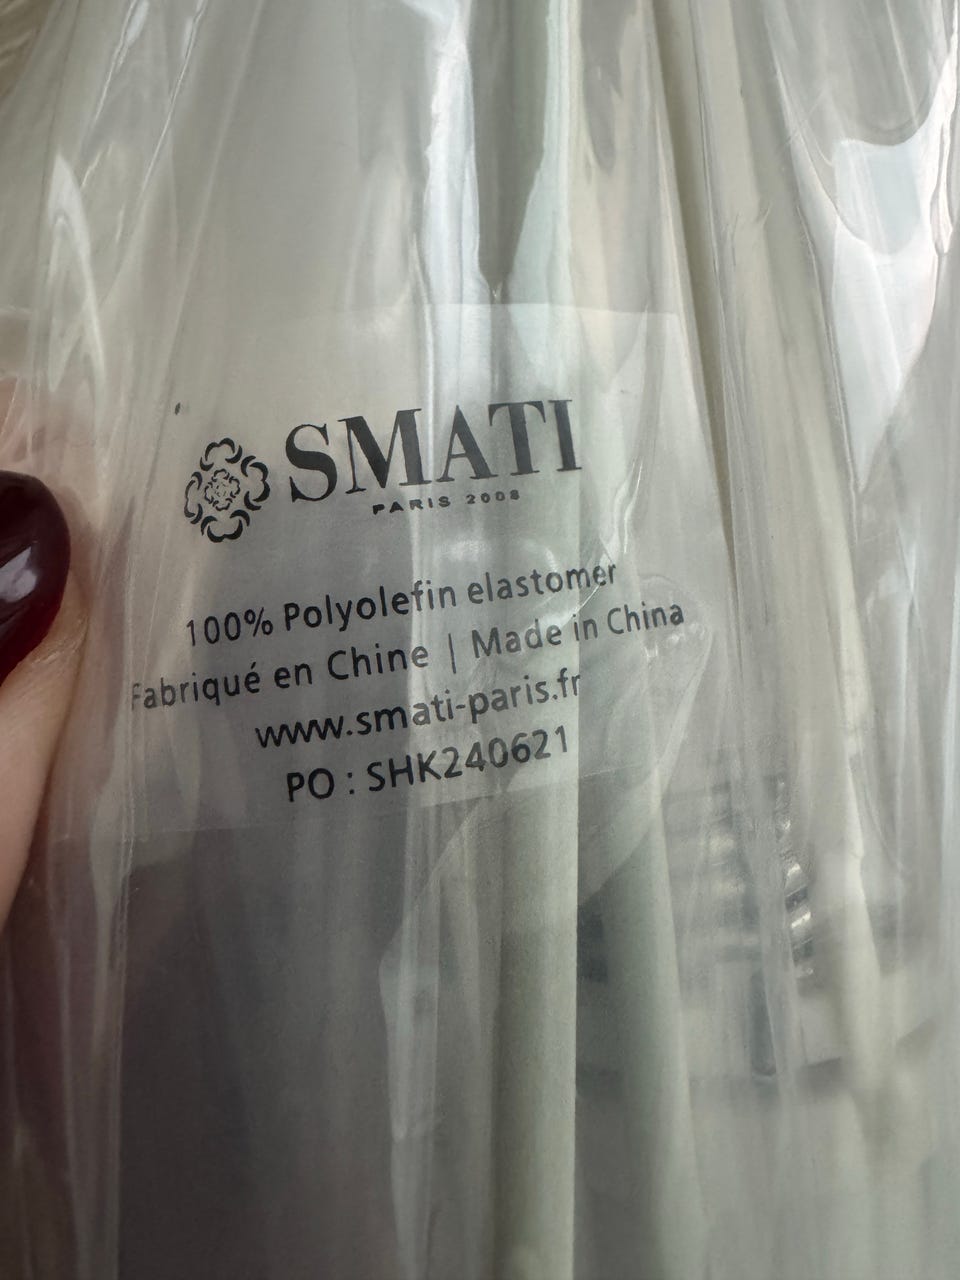 SMATI
PARIS 2008
100% Polyolefin elastomer
Fabriqué en Chine | Made in China
www.smati-paris.fr
PO : SHK240621